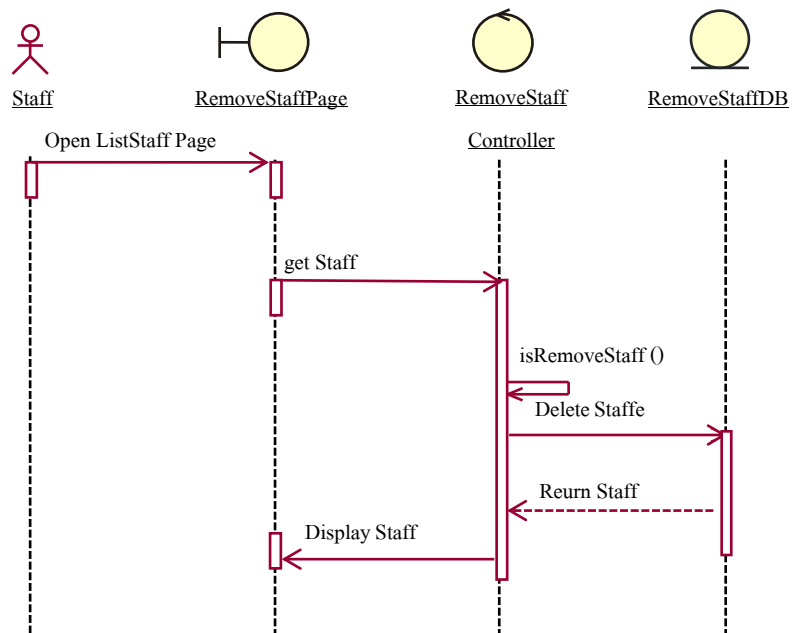 Staff
RemoveStaffPage
RemoveStaff
Controller
RemoveStaffDB
Open ListStaff Page
get Staff
isRemoveStaff ()
Delete Staffe
Reurn Staff
Display Staff